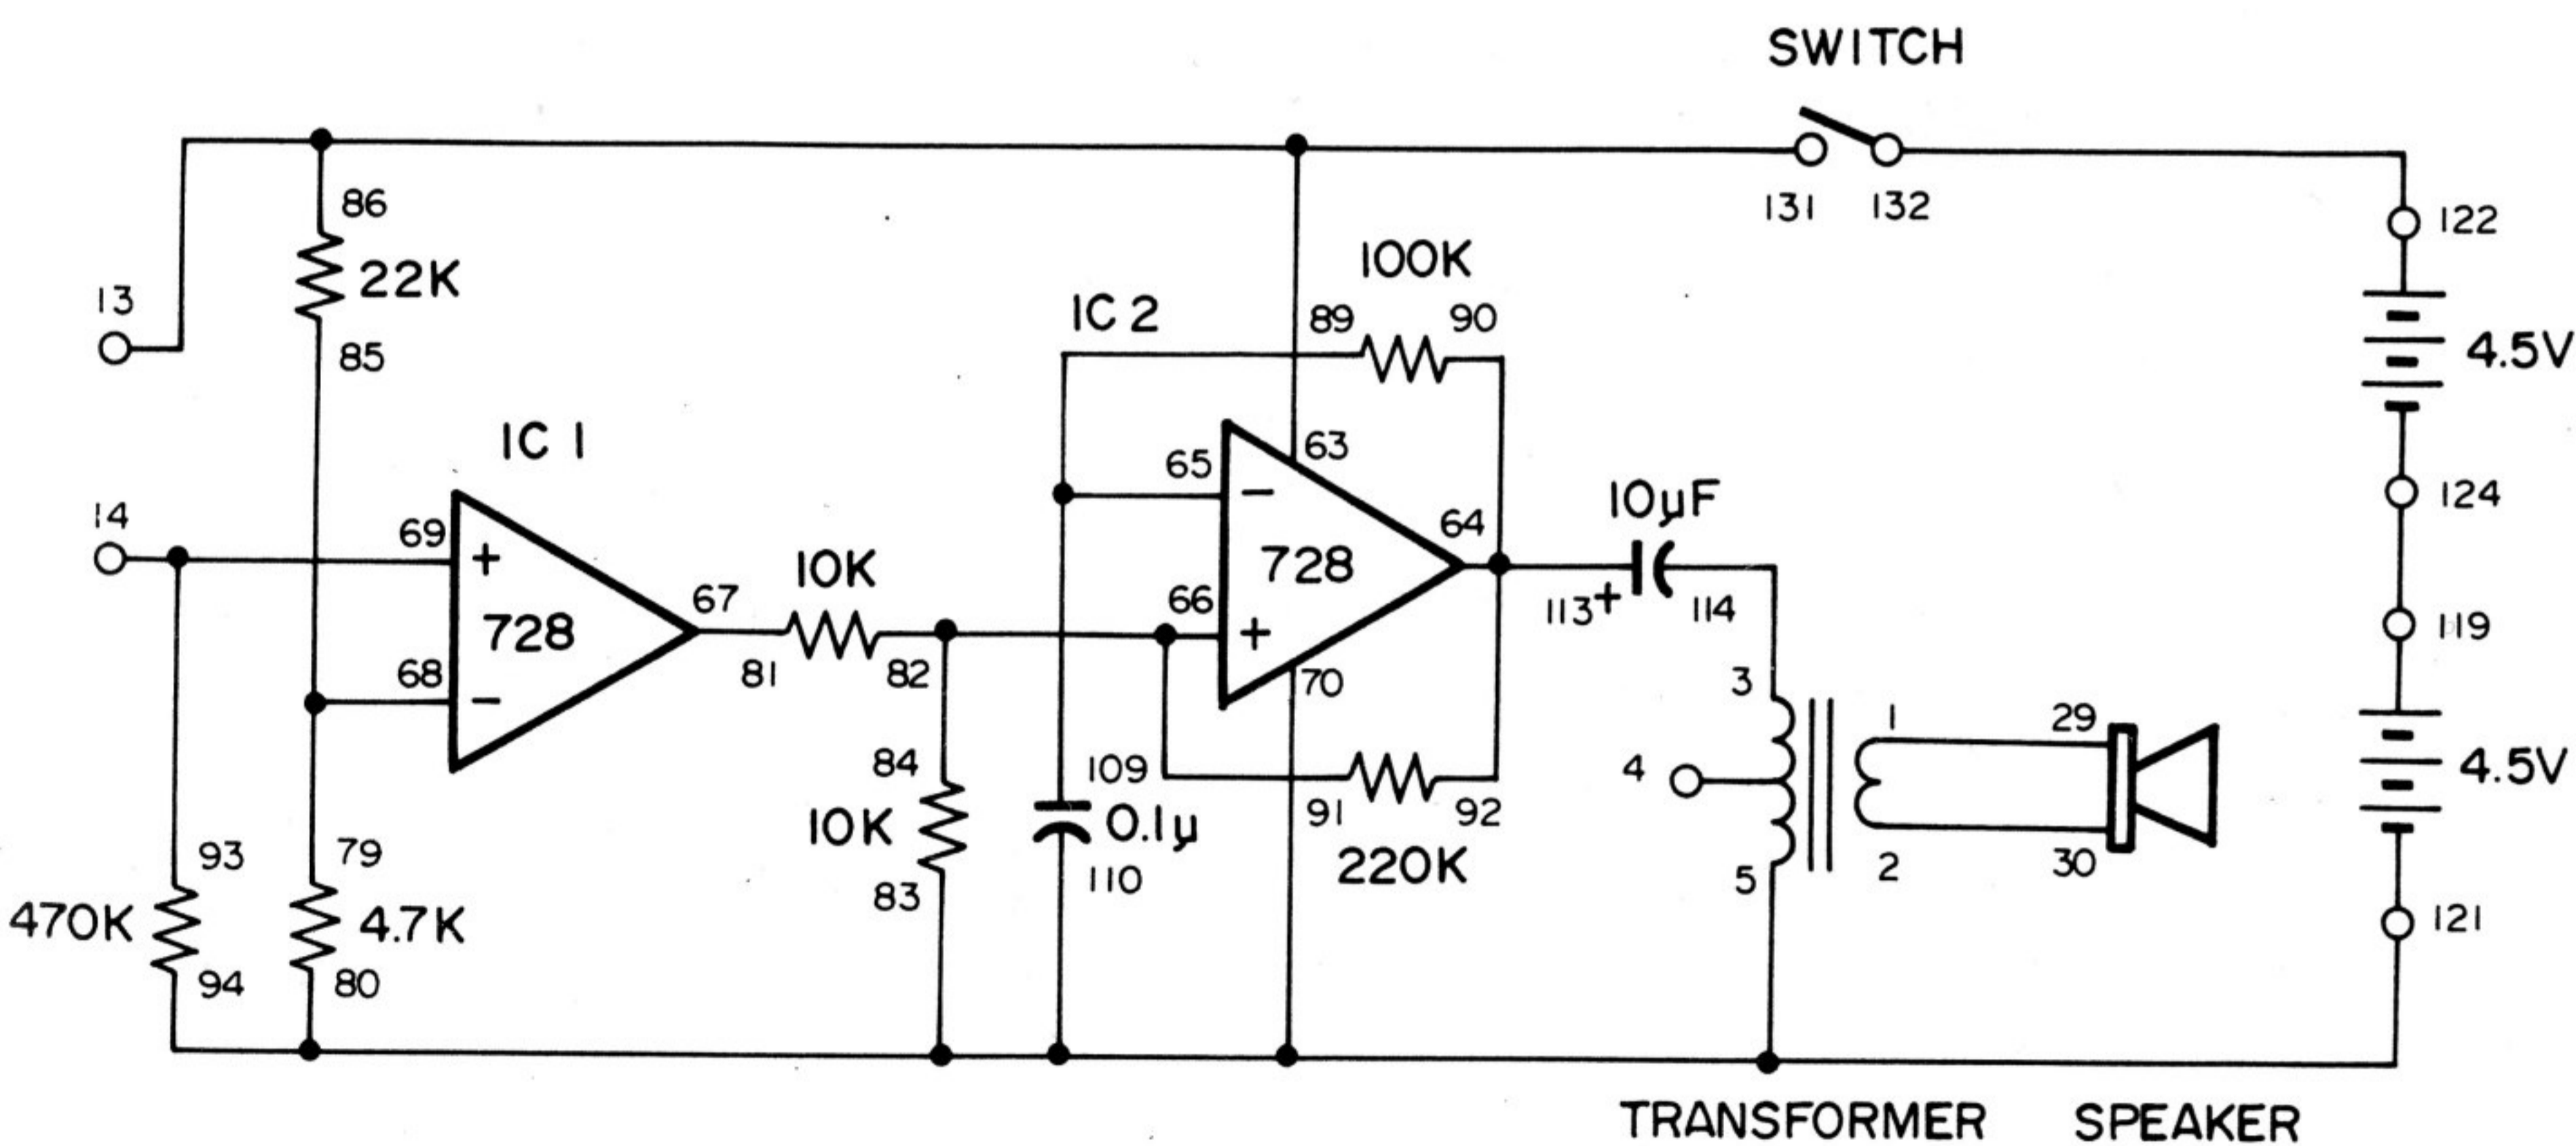 SWITCH
131 132
122
4.5V
124
119
4.5V
121
86
22K
85
13
14
IC 1
69
+
728
68
−
67
10K
81 82
84
10K
83
93
470K
94
79
4.7K
80
IC 2
100K
89 90
65
−
63
66
+
728
64
70
109
0.1µ
110
91 92
220K
10µF
113 + 114
3
4
5
1
2
29
30
TRANSFORMER SPEAKER